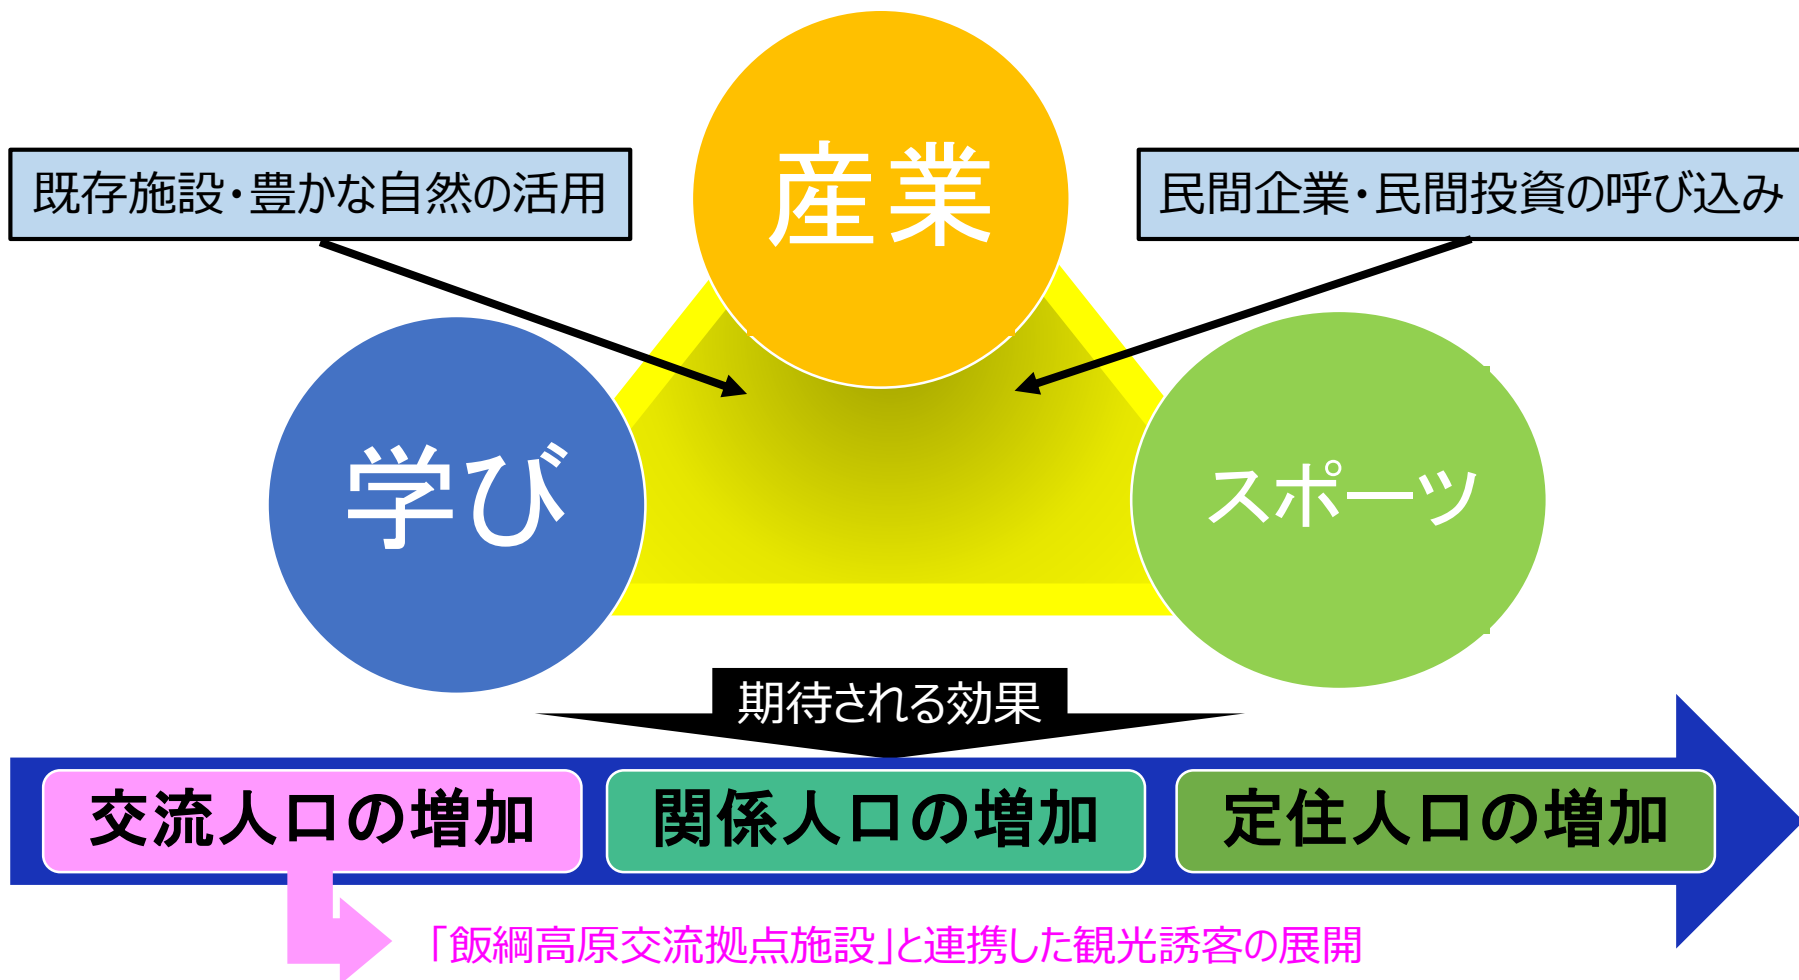 産業
既存施設・豊かな自然の活用
民間企業・民間投資の呼び込み
学び
スポーツ
期待される効果
交流人口の増加
関係人口の増加
定住人口の増加
「飯綱高原交流拠点施設」と連携した観光誘客の展開